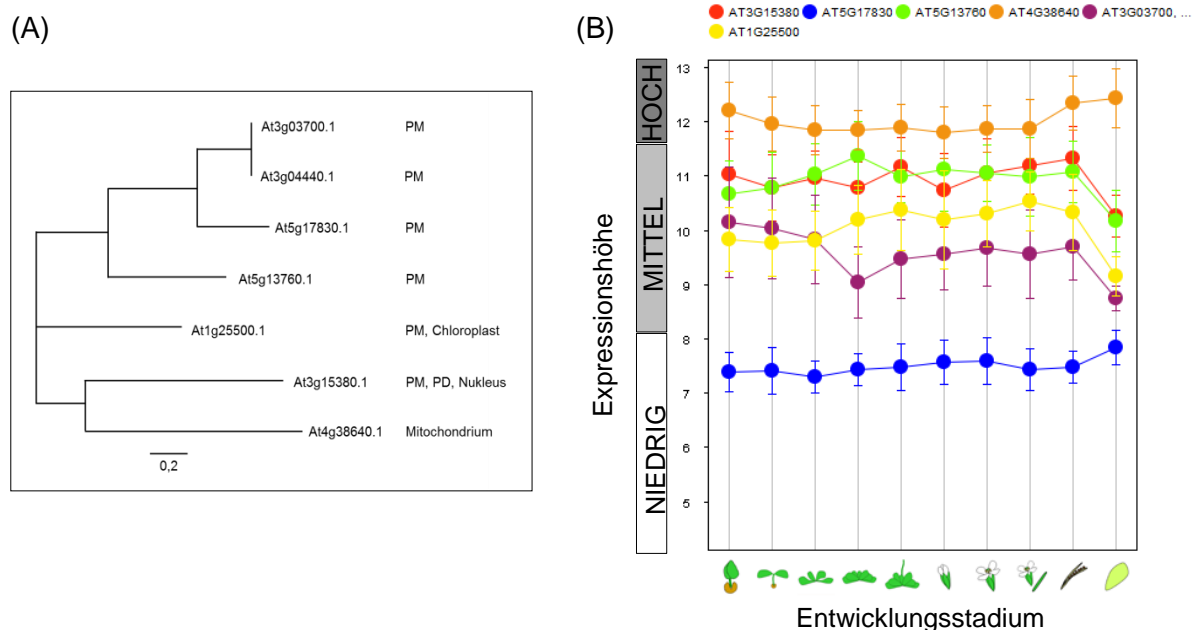 (A)
At3g03700.1 PM
At3g04440.1 PM
At5g17830.1 PM
At5g13760.1 PM
At1g25500.1 PM, Chloroplast
At3g15380.1 PM, PD, Nukleus
At4g38640.1 Mitochondrium
0,2
(B)
AT3G15380 AT5G17830 AT5G13760 AT4G38640 AT3G03700, ...
AT1G25500
Expressionshöhe
HOCH
MITTEL
NIEDRIG
13
12
11
10
9
8
7
6
5
Entwicklungsstadium